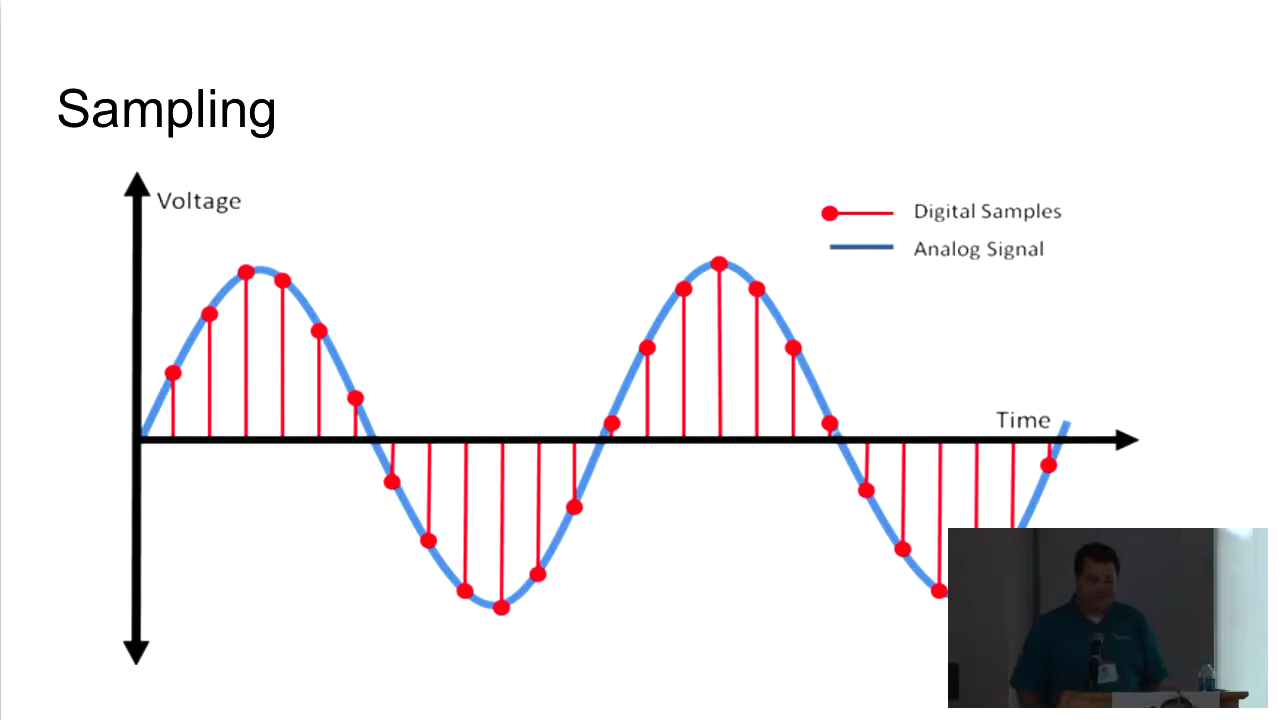 Sampling
Voltage
Digital Samples
Analog Signal
Time